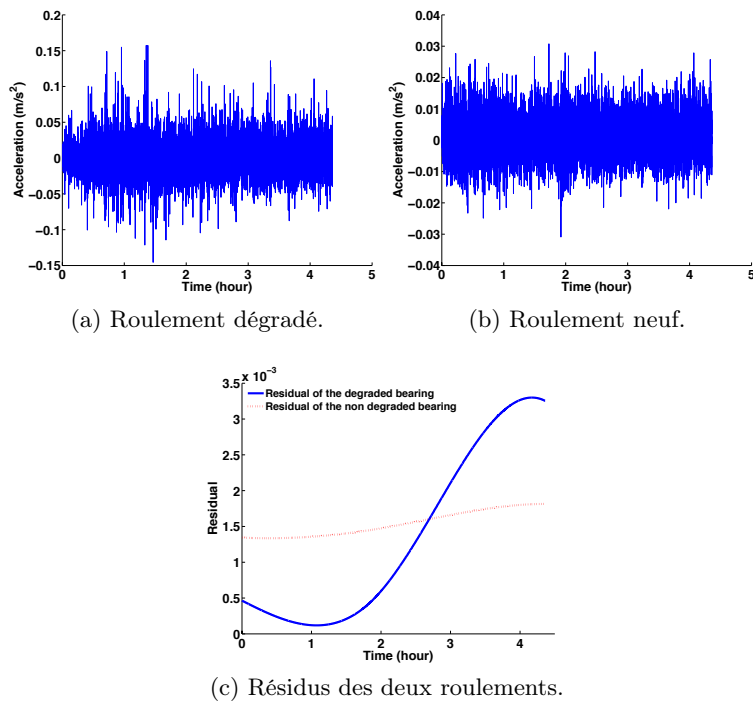 0.2
0.15
0.1
0.05
0
−0.05
−0.1
−0.15
Acceleration (m/s²)
0 1 2 3 4 5
Time (hour)
(a) Roulement dégradé.
0.04
0.03
0.02
0.01
0
−0.01
−0.02
−0.03
−0.04
Acceleration (m/s²)
0 1 2 3 4 5
Time (hour)
(b) Roulement neuf.
x 10⁻³
3.5
3
2.5
2
1.5
1
0.5
0
Residual
Residual of the degraded bearing
Residual of the non degraded bearing
0 1 2 3 4
Time (hour)
(c) Résidus des deux roulements.